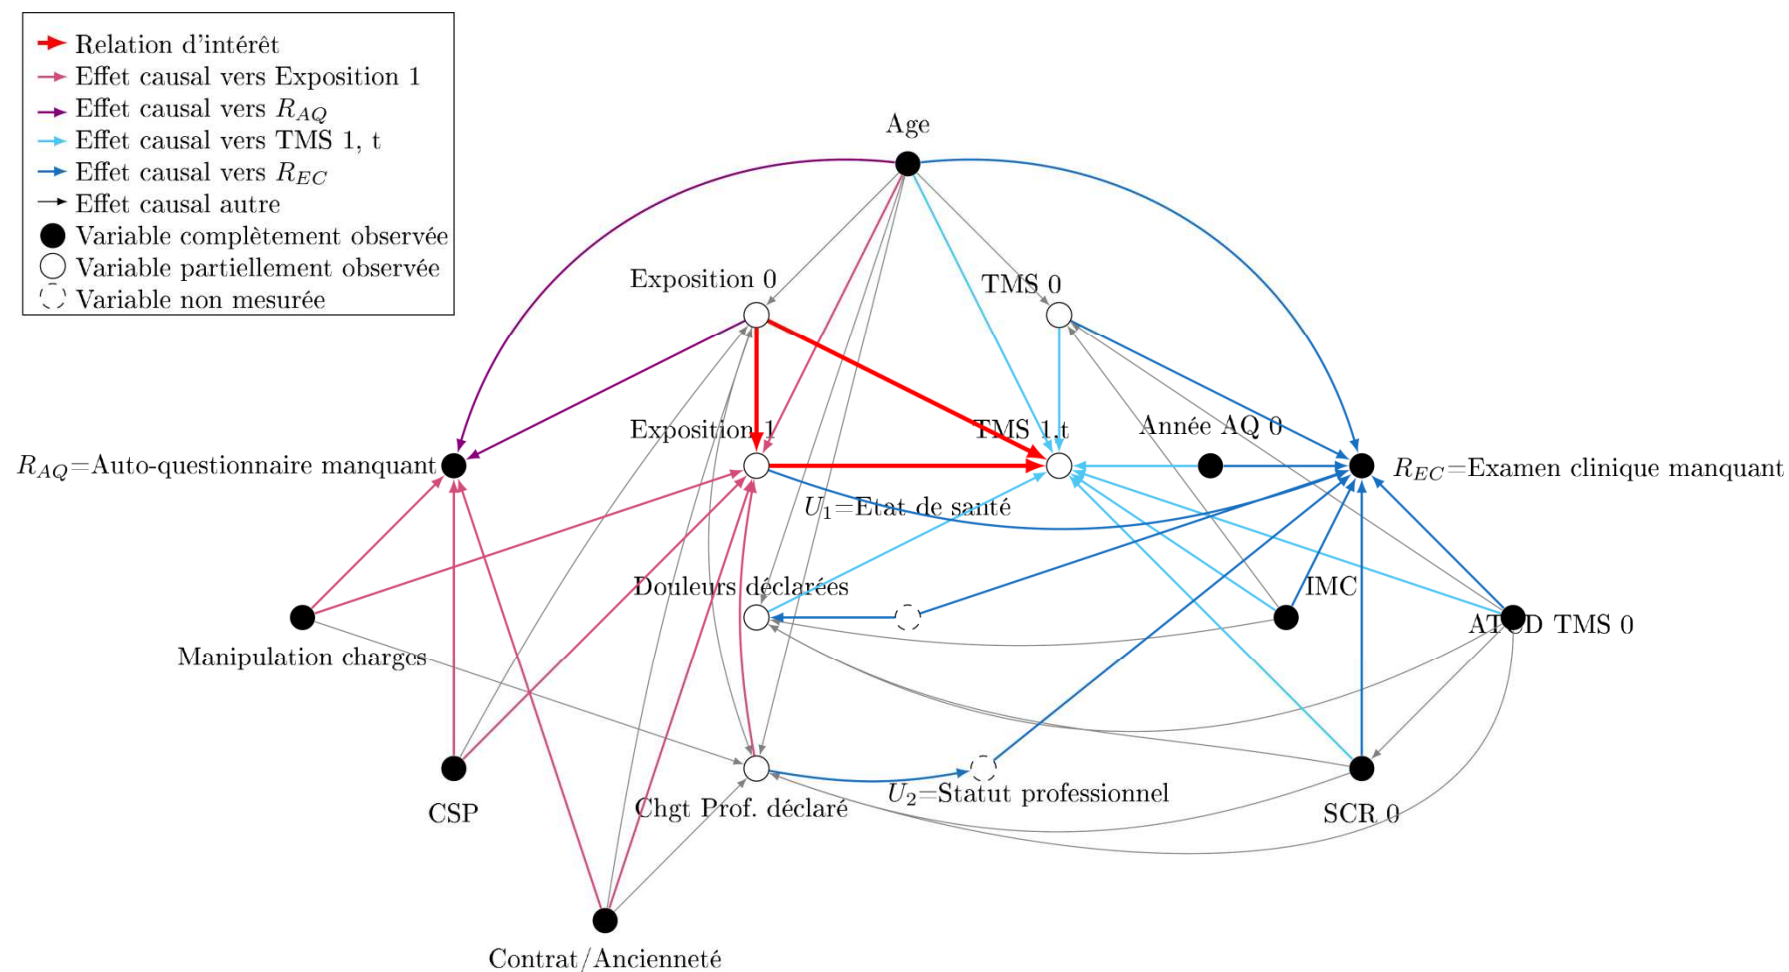 Relation d'intérêt
Effet causal vers Exposition 1
Effet causal vers R_AQ
Effet causal vers TMS 1, t
Effet causal vers R_EC
Effet causal autre
Variable complètement observée
Variable partiellement observée
Variable non mesurée
Age
Exposition 0
TMS 0
Exposition 1
TMS 1,t
Année AQ 0
R_AQ=Auto-questionnaire manquant
R_EC=Examen clinique manquant
U_1=Etat de santé
Douleurs déclarées
IMC
ATCD TMS 0
Manipulation charges
CSP
Chgt Prof. déclaré
U_2=Statut professionnel
SCR 0
Contrat/Ancienneté